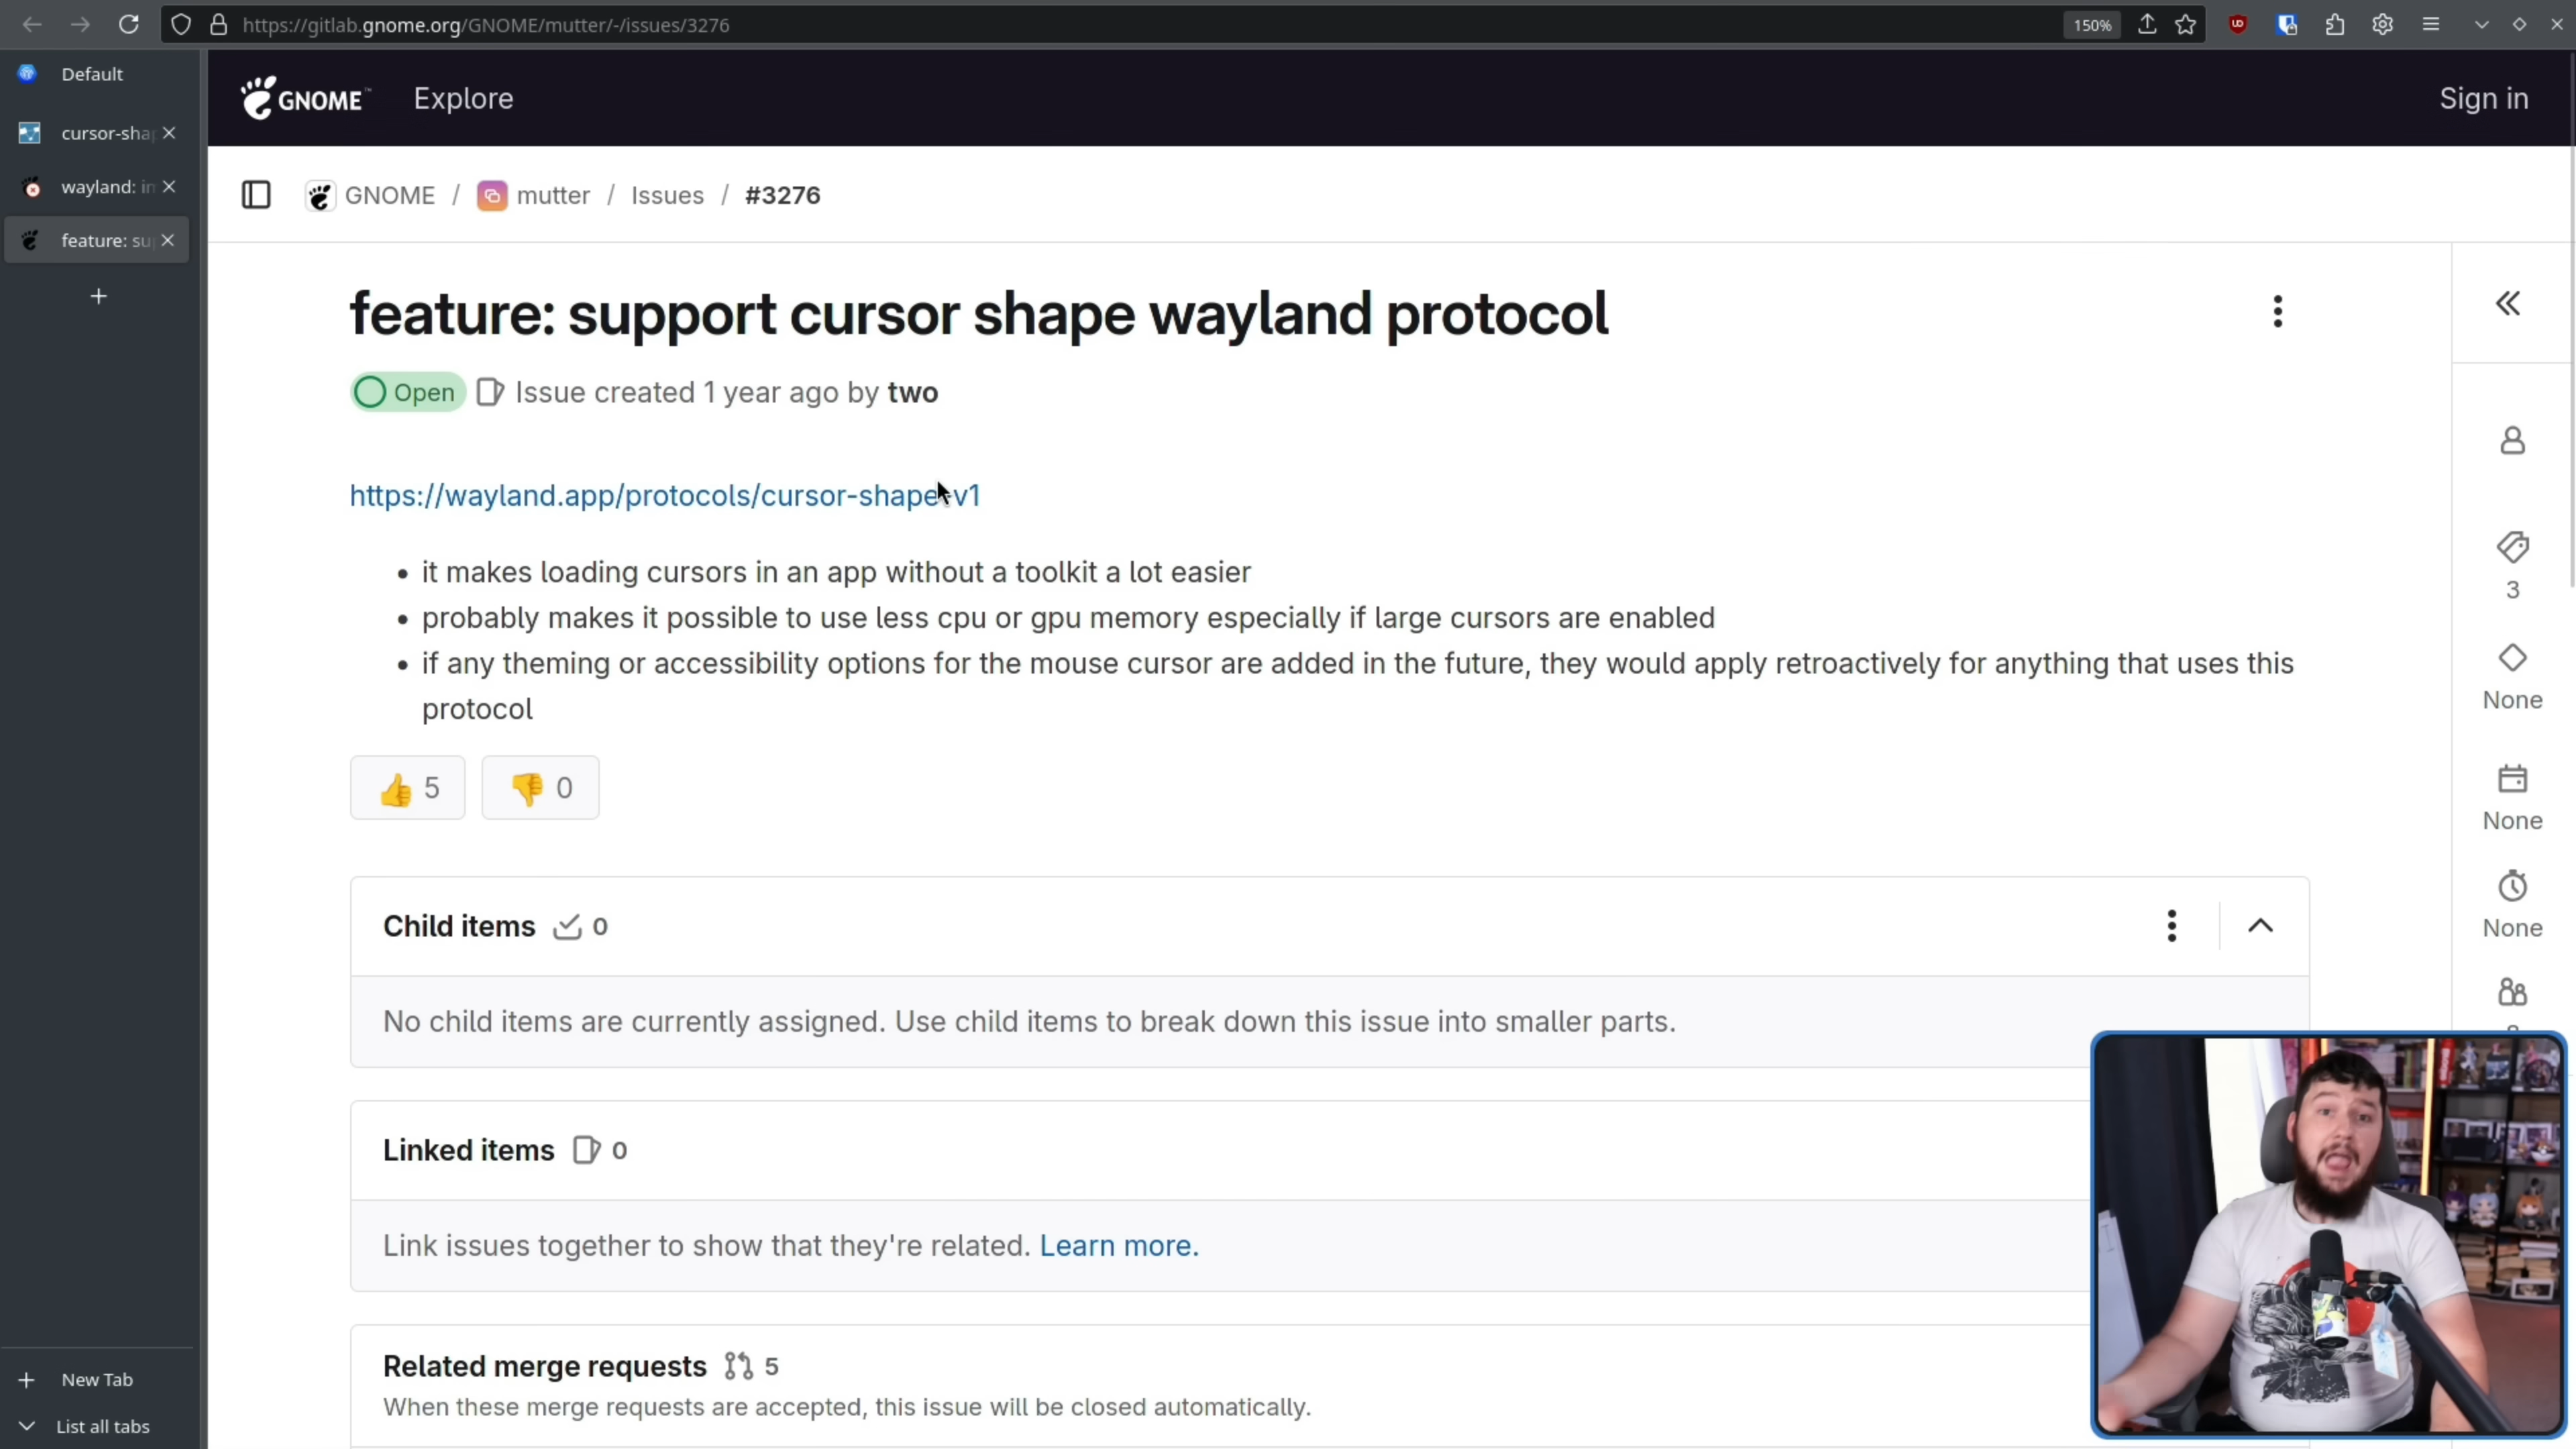 https://gitlab.gnome.org/GNOME/mutter/-/issues/3276
150%
Default
cursor-sha
wayland: in
feature: su
New Tab
List all tabs
GNOME™
Explore
Sign in
GNOME / mutter / Issues / #3276
feature: support cursor shape wayland protocol
Open Issue created 1 year ago by two
https://wayland.app/protocols/cursor-shape-v1
• it makes loading cursors in an app without a toolkit a lot easier
• probably makes it possible to use less cpu or gpu memory especially if large cursors are enabled
• if any theming or accessibility options for the mouse cursor are added in the future, they would apply retroactively for anything that uses this
protocol
👍 5 👎 0
Child items 0
No child items are currently assigned. Use child items to break down this issue into smaller parts.
Linked items 0
Link issues together to show that they're related. Learn more.
Related merge requests 5
When these merge requests are accepted, this issue will be closed automatically.
3
None
None
None